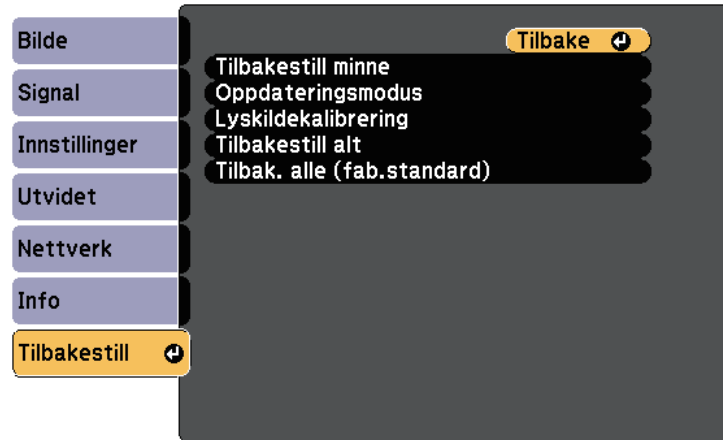 Bilde
Signal
Innstillinger
Utvidet
Nettverk
Info
Tilbakestill
Tilbake
Tilbakestill minne
Oppdateringsmodus
Lyskildekalibrering
Tilbakestill alt
Tilbak. alle (fab.standard)